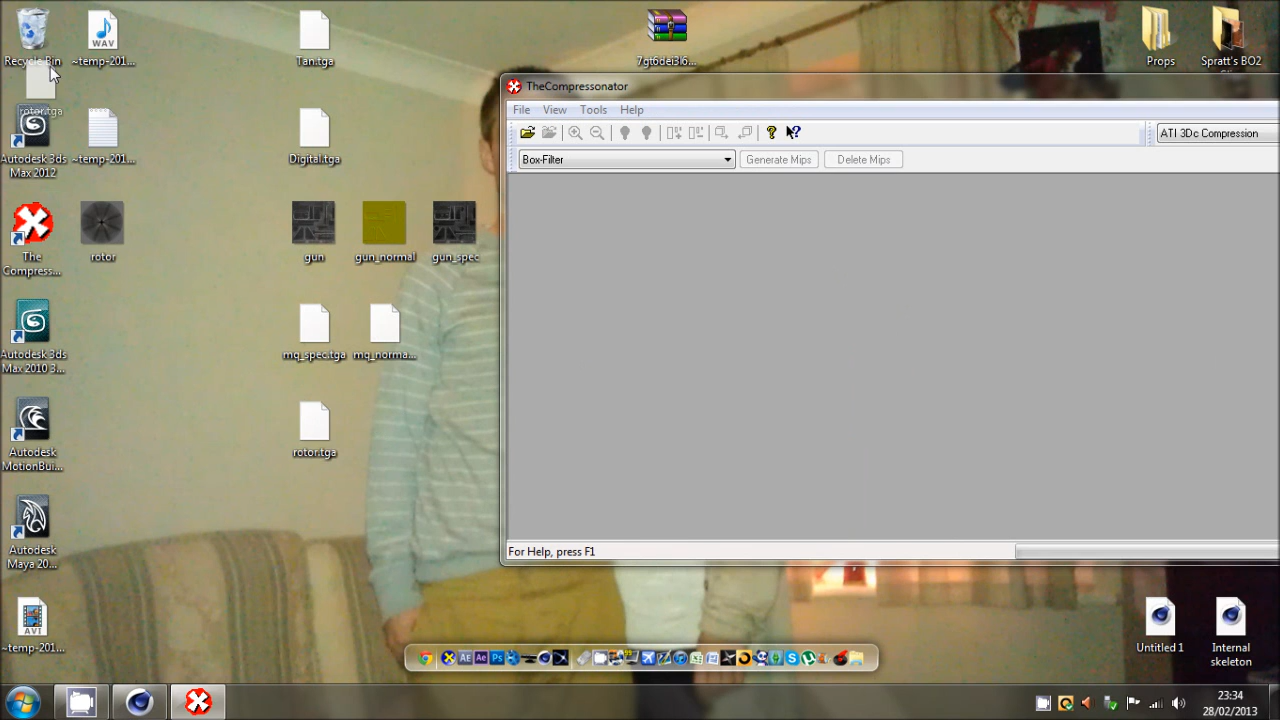 Recycle Bin
~temp-201...
Tan.tga
7gt6dei3l6...
Props
Spratt's BO2
rotor.tga
Autodesk 3ds
Max 2012
~temp-201...
Digital.tga
The
Compress...
rotor
gun
gun_normal
gun_spec
Autodesk 3ds
Max 2010 3...
mq_spec.tga
mq_norma...
Autodesk
MotionBui...
rotor.tga
Autodesk
Maya 20...
~temp-201...
TheCompressonator
File View Tools Help
ATI 3Dc Compression
Box-Filter
Generate Mips
Delete Mips
For Help, press F1
Untitled 1
Internal
skeleton
23:34
28/02/2013